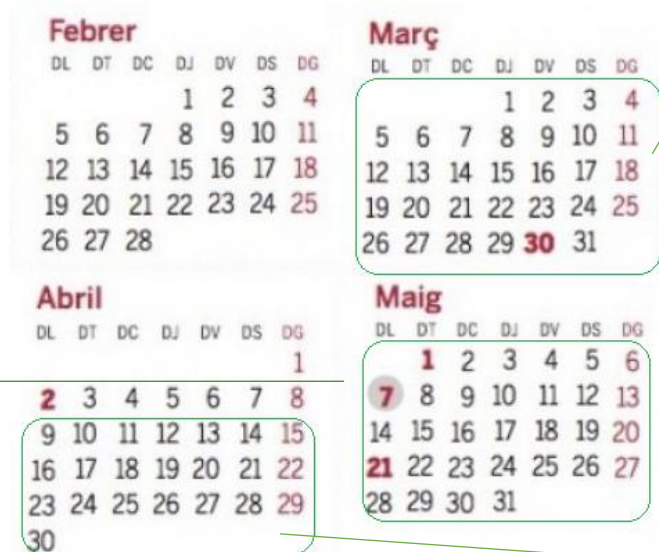 Febrer
DL DT DC DJ DV DS DG
1 2 3 4
5 6 7 8 9 10 11
12 13 14 15 16 17 18
19 20 21 22 23 24 25
26 27 28
Març
DL DT DC DJ DV DS DG
1 2 3 4
5 6 7 8 9 10 11
12 13 14 15 16 17 18
19 20 21 22 23 24 25
26 27 28 29 30 31
Abril
DL DT DC DJ DV DS DG
1
2 3 4 5 6 7 8
9 10 11 12 13 14 15
16 17 18 19 20 21 22
23 24 25 26 27 28 29
30
Maig
DL DT DC DJ DV DS DG
1 2 3 4 5 6
7 8 9 10 11 12 13
14 15 16 17 18 19 20
21 22 23 24 25 26 27
28 29 30 31